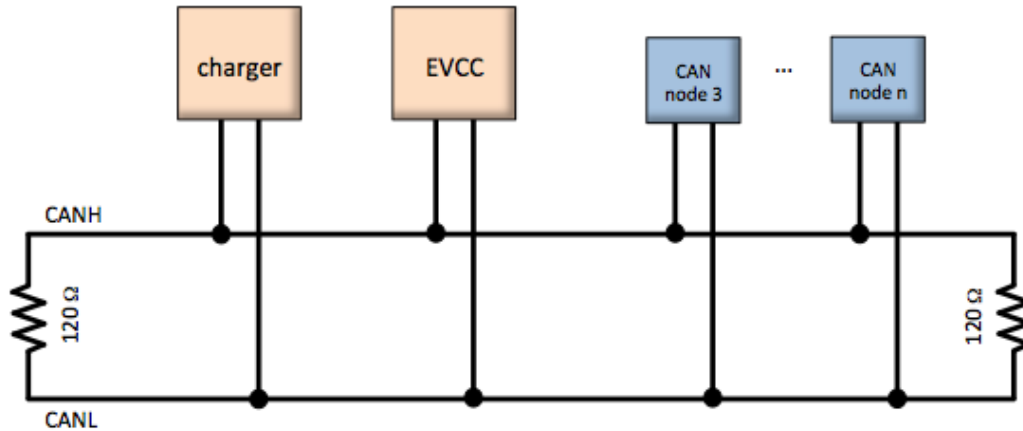 charger
EVCC
CAN
node 3
...
CAN
node n
CANH
120 Ω
120 Ω
CANL